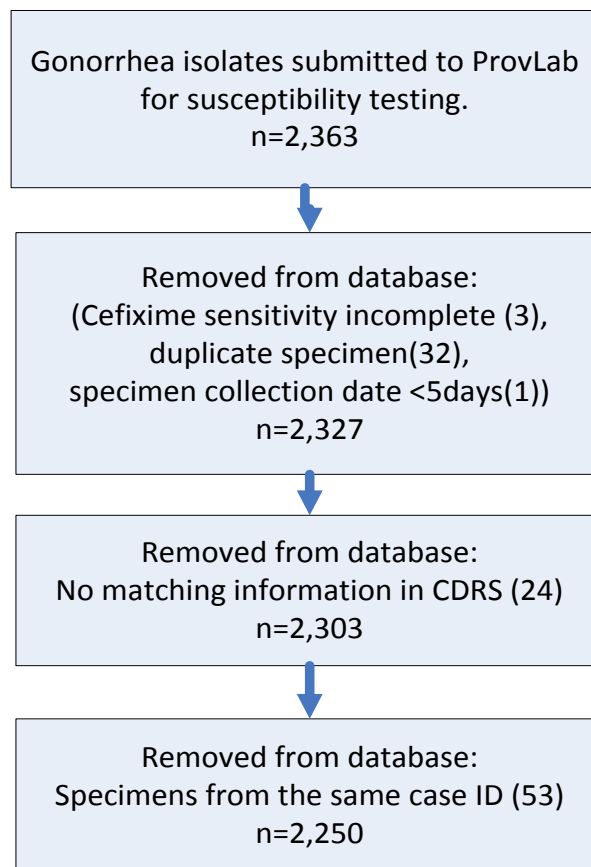 Gonorrhea isolates submitted to ProvLab
for susceptibility testing.
n=2,363
Removed from database:
(Cefixime sensitivity incomplete (3),
duplicate specimen(32),
specimen collection date <5days(1))
n=2,327
Removed from database:
No matching information in CDRS (24)
n=2,303
Removed from database:
Specimens from the same case ID (53)
n=2,250